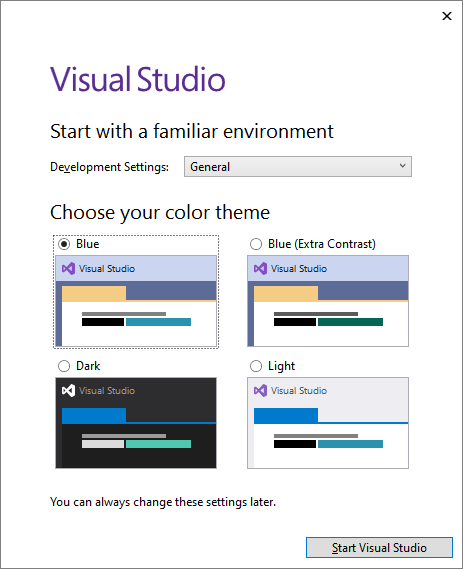 Visual Studio
Start with a familiar environment
Development Settings: General
Choose your color theme
Blue Blue (Extra Contrast)
Visual Studio Visual Studio
Dark Light
Visual Studio Visual Studio
You can always change these settings later.
Start Visual Studio